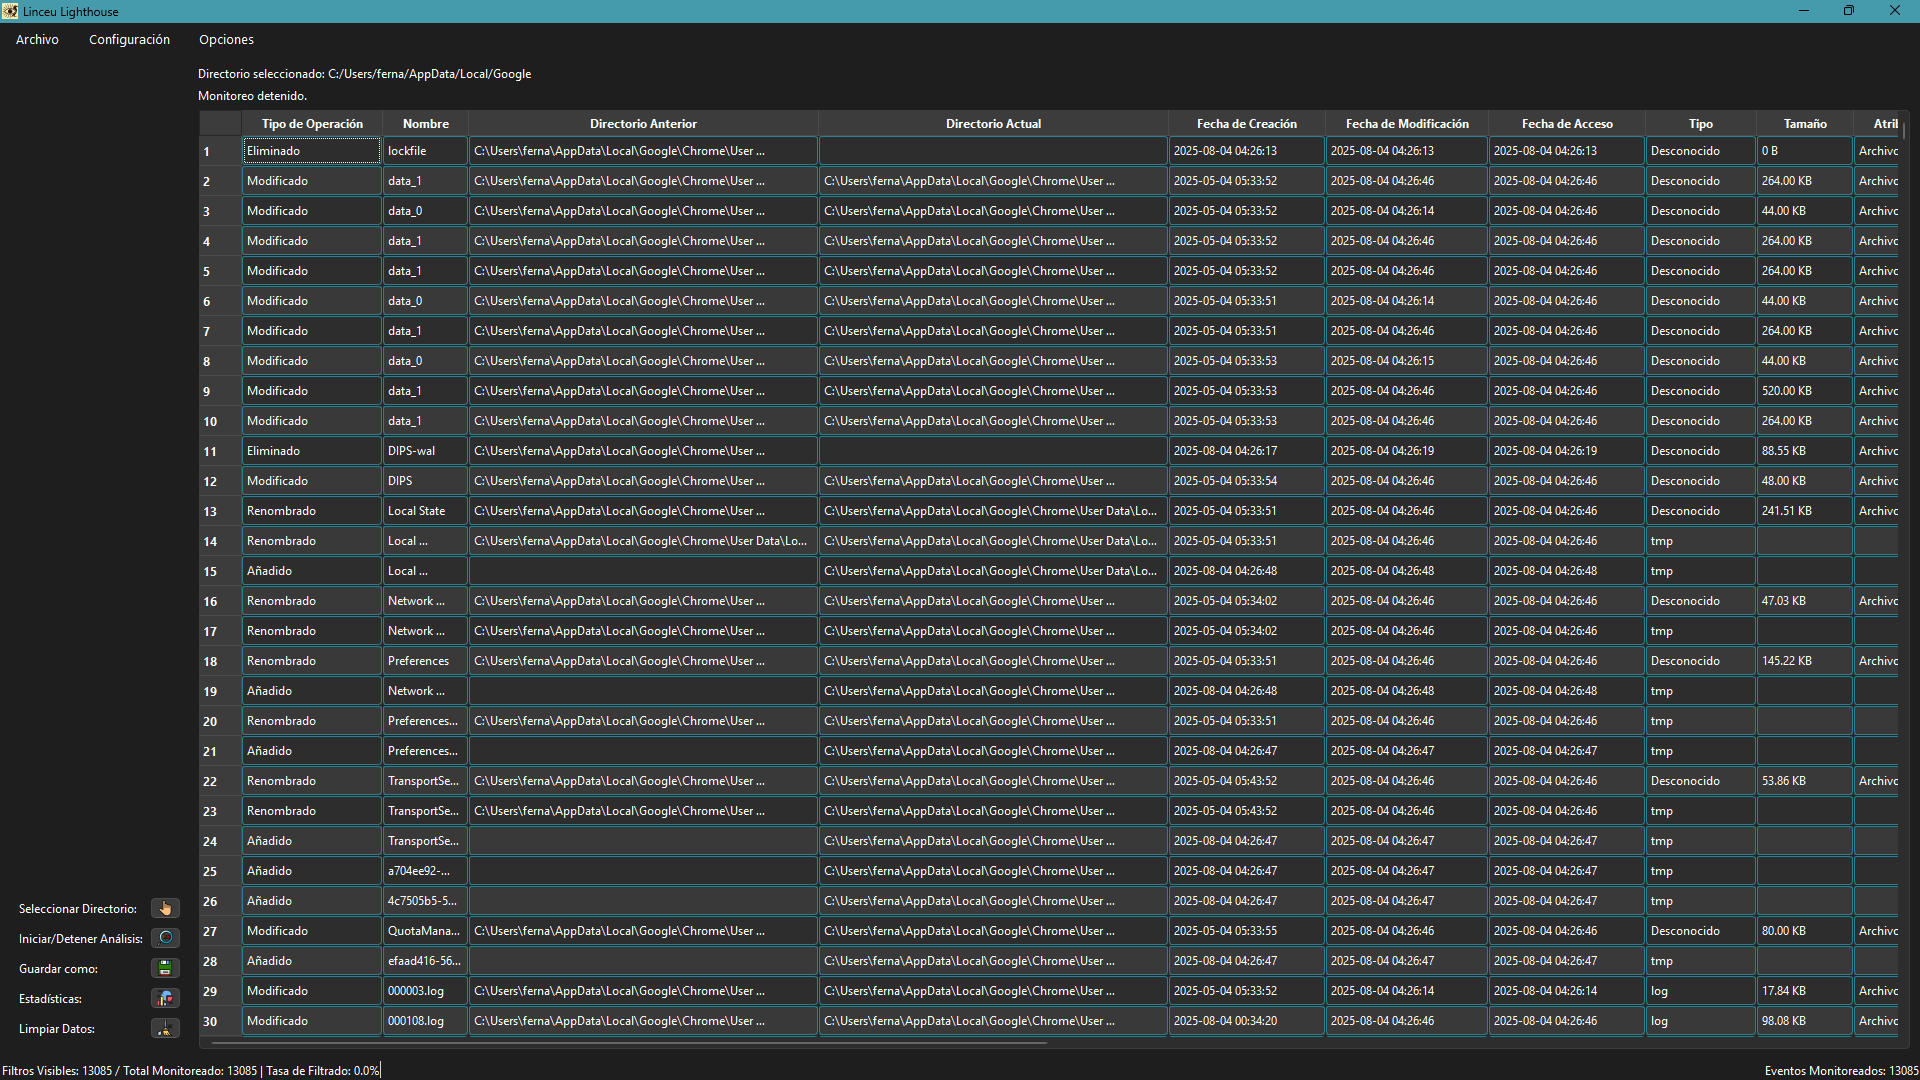 Linceu Lighthouse
Archivo Configuración Opciones
Directorio seleccionado: C:/Users/ferna/AppData/Local/Google
Monitoreo detenido.
Tipo de Operación Nombre Directorio Anterior Directorio Actual Fecha de Creación Fecha de Modificación Fecha de Acceso Tipo Tamaño Atril
1 Eliminado lockfile C:\Users\ferna\AppData\Local\Google\Chrome\User ... 2025-08-04 04:26:13 2025-08-04 04:26:13 2025-08-04 04:26:13 Desconocido 0 B Archivo
2 Modificado data_1 C:\Users\ferna\AppData\Local\Google\Chrome\User ... C:\Users\ferna\AppData\Local\Google\Chrome\User ... 2025-05-04 05:33:52 2025-08-04 04:26:46 2025-08-04 04:26:46 Desconocido 264.00 KB Archivo
3 Modificado data_0 C:\Users\ferna\AppData\Local\Google\Chrome\User ... C:\Users\ferna\AppData\Local\Google\Chrome\User ... 2025-05-04 05:33:52 2025-08-04 04:26:14 2025-08-04 04:26:46 Desconocido 44.00 KB Archivo
4 Modificado data_1 C:\Users\ferna\AppData\Local\Google\Chrome\User ... C:\Users\ferna\AppData\Local\Google\Chrome\User ... 2025-05-04 05:33:52 2025-08-04 04:26:46 2025-08-04 04:26:46 Desconocido 264.00 KB Archivo
5 Modificado data_1 C:\Users\ferna\AppData\Local\Google\Chrome\User ... C:\Users\ferna\AppData\Local\Google\Chrome\User ... 2025-05-04 05:33:52 2025-08-04 04:26:46 2025-08-04 04:26:46 Desconocido 264.00 KB Archivo
6 Modificado data_0 C:\Users\ferna\AppData\Local\Google\Chrome\User ... C:\Users\ferna\AppData\Local\Google\Chrome\User ... 2025-05-04 05:33:51 2025-08-04 04:26:14 2025-08-04 04:26:46 Desconocido 44.00 KB Archivo
7 Modificado data_1 C:\Users\ferna\AppData\Local\Google\Chrome\User ... C:\Users\ferna\AppData\Local\Google\Chrome\User ... 2025-05-04 05:33:51 2025-08-04 04:26:46 2025-08-04 04:26:46 Desconocido 264.00 KB Archivo
8 Modificado data_0 C:\Users\ferna\AppData\Local\Google\Chrome\User ... C:\Users\ferna\AppData\Local\Google\Chrome\User ... 2025-05-04 05:33:53 2025-08-04 04:26:15 2025-08-04 04:26:46 Desconocido 44.00 KB Archivo
9 Modificado data_1 C:\Users\ferna\AppData\Local\Google\Chrome\User ... C:\Users\ferna\AppData\Local\Google\Chrome\User ... 2025-05-04 05:33:53 2025-08-04 04:26:46 2025-08-04 04:26:46 Desconocido 520.00 KB Archivo
10 Modificado data_1 C:\Users\ferna\AppData\Local\Google\Chrome\User ... C:\Users\ferna\AppData\Local\Google\Chrome\User ... 2025-05-04 05:33:53 2025-08-04 04:26:46 2025-08-04 04:26:46 Desconocido 264.00 KB Archivo
11 Eliminado DIPS-wal C:\Users\ferna\AppData\Local\Google\Chrome\User ... 2025-08-04 04:26:17 2025-08-04 04:26:19 2025-08-04 04:26:19 Desconocido 88.55 KB Archivo
12 Modificado DIPS C:\Users\ferna\AppData\Local\Google\Chrome\User ... C:\Users\ferna\AppData\Local\Google\Chrome\User ... 2025-05-04 05:33:54 2025-08-04 04:26:46 2025-08-04 04:26:46 Desconocido 48.00 KB Archivo
13 Renombrado Local State C:\Users\ferna\AppData\Local\Google\Chrome\User ... C:\Users\ferna\AppData\Local\Google\Chrome\User Data\Lo... 2025-05-04 05:33:51 2025-08-04 04:26:46 2025-08-04 04:26:46 Desconocido 241.51 KB Archivo
14 Renombrado Local ... C:\Users\ferna\AppData\Local\Google\Chrome\User Data\Lo... C:\Users\ferna\AppData\Local\Google\Chrome\User Data\Lo... 2025-05-04 05:33:51 2025-08-04 04:26:46 2025-08-04 04:26:46 tmp
15 Añadido Local ... C:\Users\ferna\AppData\Local\Google\Chrome\User Data\Lo... 2025-08-04 04:26:48 2025-08-04 04:26:48 2025-08-04 04:26:48 tmp
16 Renombrado Network ... C:\Users\ferna\AppData\Local\Google\Chrome\User ... C:\Users\ferna\AppData\Local\Google\Chrome\User ... 2025-05-04 05:34:02 2025-08-04 04:26:46 2025-08-04 04:26:46 Desconocido 47.03 KB Archivo
17 Renombrado Network ... C:\Users\ferna\AppData\Local\Google\Chrome\User ... C:\Users\ferna\AppData\Local\Google\Chrome\User ... 2025-05-04 05:34:02 2025-08-04 04:26:46 2025-08-04 04:26:46 tmp
18 Renombrado Preferences C:\Users\ferna\AppData\Local\Google\Chrome\User ... C:\Users\ferna\AppData\Local\Google\Chrome\User ... 2025-05-04 05:33:51 2025-08-04 04:26:46 2025-08-04 04:26:46 Desconocido 145.22 KB Archivo
19 Añadido Network ... C:\Users\ferna\AppData\Local\Google\Chrome\User ... 2025-08-04 04:26:48 2025-08-04 04:26:48 2025-08-04 04:26:48 tmp
20 Renombrado Preferences... C:\Users\ferna\AppData\Local\Google\Chrome\User ... C:\Users\ferna\AppData\Local\Google\Chrome\User ... 2025-05-04 05:33:51 2025-08-04 04:26:46 2025-08-04 04:26:46 tmp
21 Añadido Preferences... C:\Users\ferna\AppData\Local\Google\Chrome\User ... 2025-08-04 04:26:47 2025-08-04 04:26:47 2025-08-04 04:26:47 tmp
22 Renombrado TransportSe... C:\Users\ferna\AppData\Local\Google\Chrome\User ... C:\Users\ferna\AppData\Local\Google\Chrome\User ... 2025-05-04 05:43:52 2025-08-04 04:26:46 2025-08-04 04:26:46 Desconocido 53.86 KB Archivo
23 Renombrado TransportSe... C:\Users\ferna\AppData\Local\Google\Chrome\User ... C:\Users\ferna\AppData\Local\Google\Chrome\User ... 2025-05-04 05:43:52 2025-08-04 04:26:46 2025-08-04 04:26:46 tmp
24 Añadido TransportSe... C:\Users\ferna\AppData\Local\Google\Chrome\User ... 2025-08-04 04:26:47 2025-08-04 04:26:47 2025-08-04 04:26:47 tmp
25 Añadido a704ee92-... C:\Users\ferna\AppData\Local\Google\Chrome\User ... 2025-08-04 04:26:47 2025-08-04 04:26:47 2025-08-04 04:26:47 tmp
26 Añadido 4c7505b5-5... C:\Users\ferna\AppData\Local\Google\Chrome\User ... 2025-08-04 04:26:47 2025-08-04 04:26:47 2025-08-04 04:26:47 tmp
27 Modificado QuotaMana... C:\Users\ferna\AppData\Local\Google\Chrome\User ... C:\Users\ferna\AppData\Local\Google\Chrome\User ... 2025-05-04 05:33:55 2025-08-04 04:26:46 2025-08-04 04:26:46 Desconocido 80.00 KB Archivo
28 Añadido efaad416-56... C:\Users\ferna\AppData\Local\Google\Chrome\User ... 2025-08-04 04:26:47 2025-08-04 04:26:47 2025-08-04 04:26:47 tmp
29 Modificado 000003.log C:\Users\ferna\AppData\Local\Google\Chrome\User ... C:\Users\ferna\AppData\Local\Google\Chrome\User ... 2025-05-04 05:33:52 2025-08-04 04:26:14 2025-08-04 04:26:14 log 17.84 KB Archivo
30 Modificado 000108.log C:\Users\ferna\AppData\Local\Google\Chrome\User ... C:\Users\ferna\AppData\Local\Google\Chrome\User ... 2025-08-04 00:34:20 2025-08-04 04:26:46 2025-08-04 04:26:46 log 98.08 KB Archivo
Seleccionar Directorio:
Iniciar/Detener Análisis:
Guardar como:
Estadísticas:
Limpiar Datos:
Filtros Visibles: 13085 / Total Monitoreado: 13085 | Tasa de Filtrado: 0.0%
Eventos Monitoreados: 13085